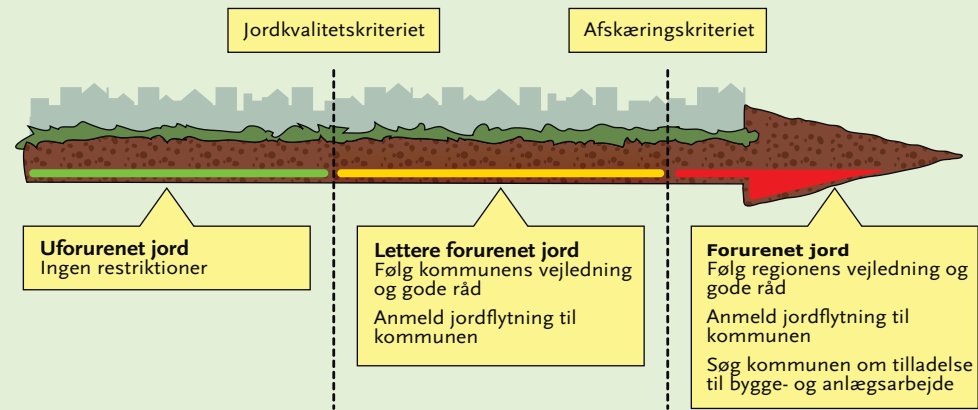 Jordkvalitetskriteriet
Afskæringskriteriet
Uforurenet jord
Ingen restriktioner
Lettere forurenet jord
Følg kommunens vejledning
og gode råd
Anmeld jordflytning til
kommunen
Forurenet jord
Følg regionens vejledning og
gode råd
Anmeld jordflytning til
kommunen
Søg kommunen om tilladelse
til bygge- og anlægsarbejde